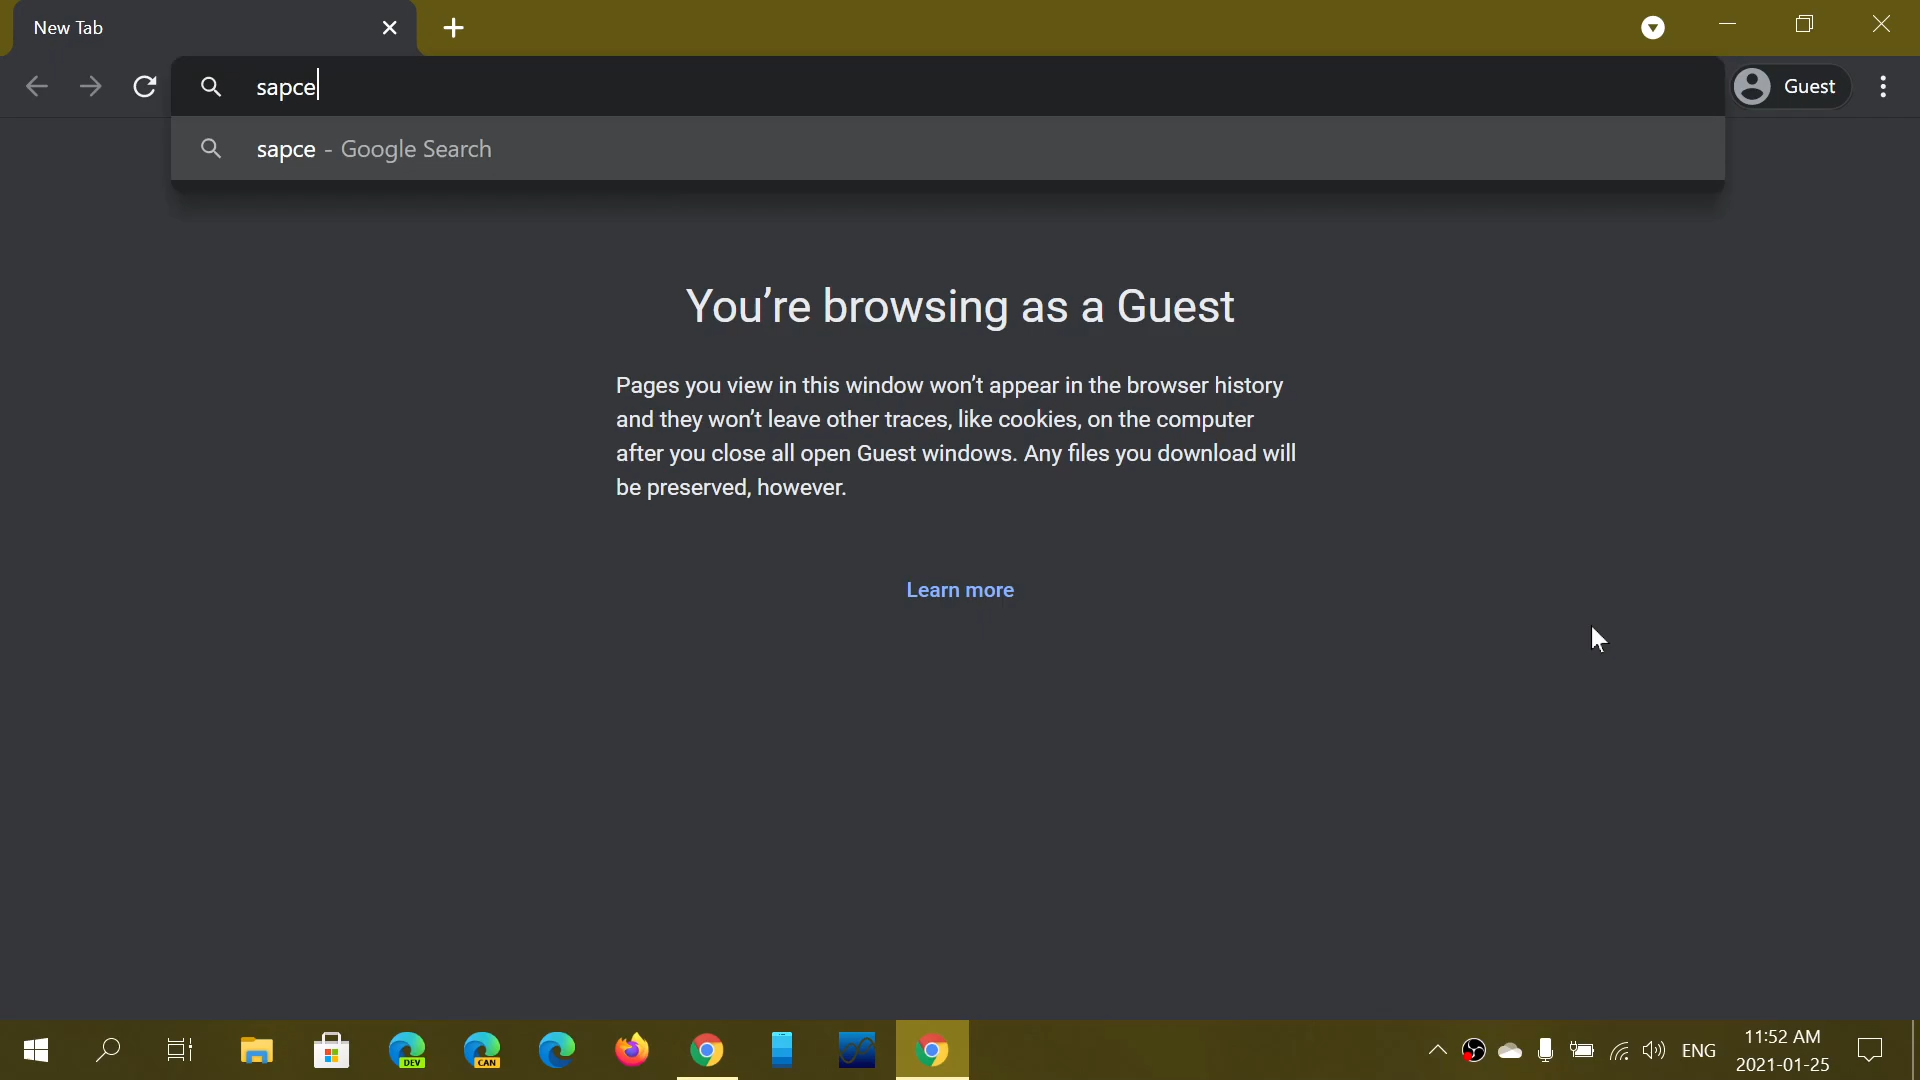 New Tab
sapce
Guest
sapce - Google Search
You're browsing as a Guest
Pages you view in this window won't appear in the browser history
and they won't leave other traces, like cookies, on the computer
after you close all open Guest windows. Any files you download will
be preserved, however.
Learn more
DEV
CAN
ENG
11:52 AM
2021-01-25